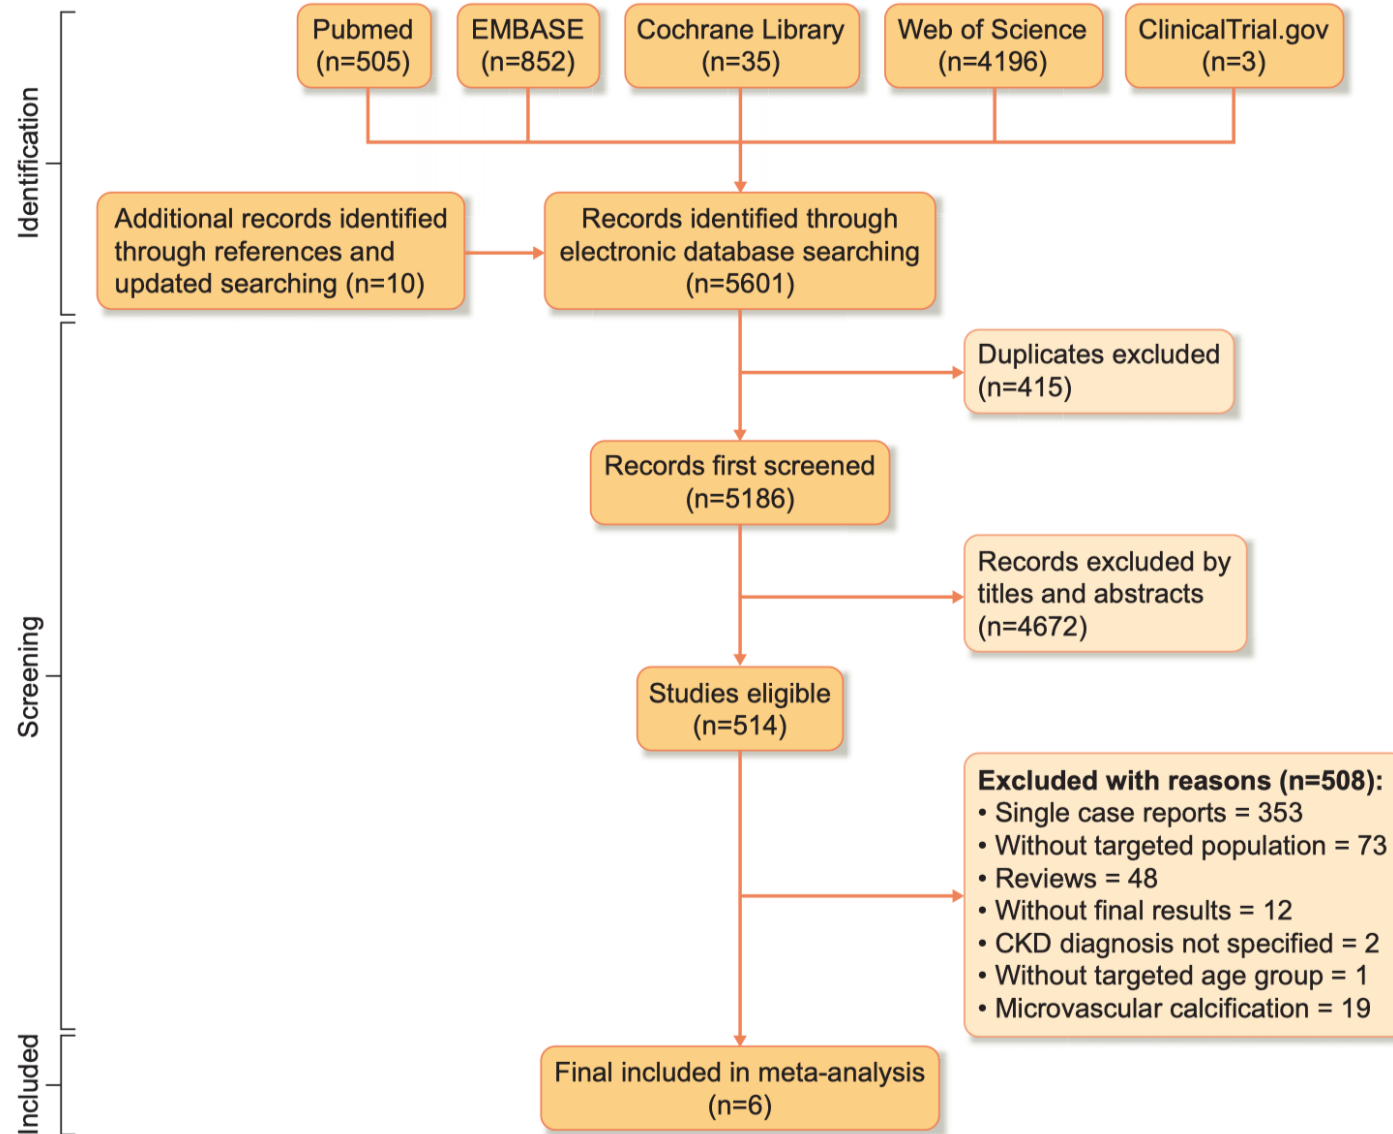 Identification
Pubmed
(n=505)
EMBASE
(n=852)
Cochrane Library
(n=35)
Web of Science
(n=4196)
ClinicalTrial.gov
(n=3)
Additional records identified
through references and
updated searching (n=10)
Records identified through
electronic database searching
(n=5601)
Screening
Duplicates excluded
(n=415)
Records first screened
(n=5186)
Records excluded by
titles and abstracts
(n=4672)
Studies eligible
(n=514)
Excluded with reasons (n=508):
• Single case reports = 353
• Without targeted population = 73
• Reviews = 48
• Without final results = 12
• CKD diagnosis not specified = 2
• Without targeted age group = 1
• Microvascular calcification = 19
Included
Final included in meta-analysis
(n=6)